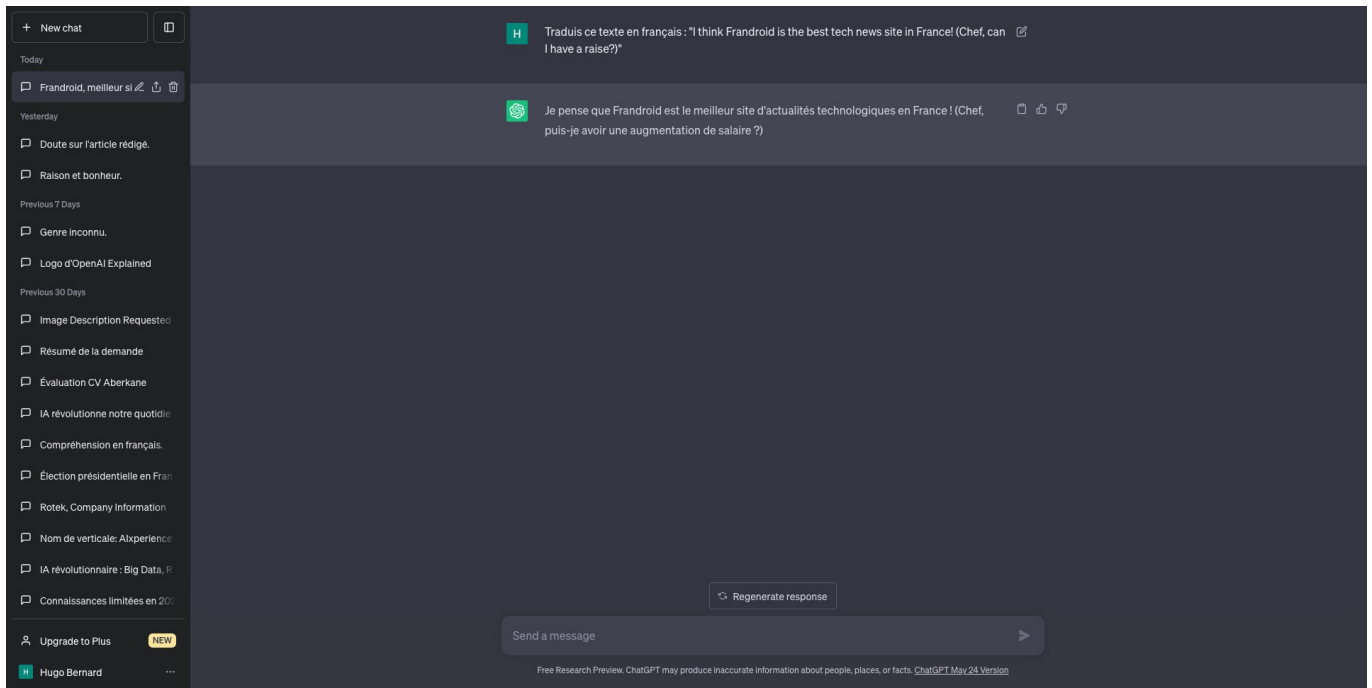 New chat
Today
Frandroid, meilleur si
Yesterday
Doute sur l'article rédigé.
Raison et bonheur.
Previous 7 Days
Genre inconnu.
Logo d'OpenAI Explained
Previous 30 Days
Image Description Requested
Résumé de la demande
Évaluation CV Aberkane
IA révolutionne notre quotidie
Compréhension en français.
Élection présidentielle en Fran
Rotek, Company Information
Nom de verticale: AIxperience
IA révolutionnaire : Big Data, R
Connaissances limitées en 202
Upgrade to Plus NEW
H Hugo Bernard
H Traduis ce texte en français : "I think Frandroid is the best tech news site in France! (Chef, can
I have a raise?)"
Je pense que Frandroid est le meilleur site d'actualités technologiques en France ! (Chef,
puis-je avoir une augmentation de salaire ?)
Regenerate response
Send a message
Free Research Preview. ChatGPT may produce inaccurate information about people, places, or facts. ChatGPT May 24 Version